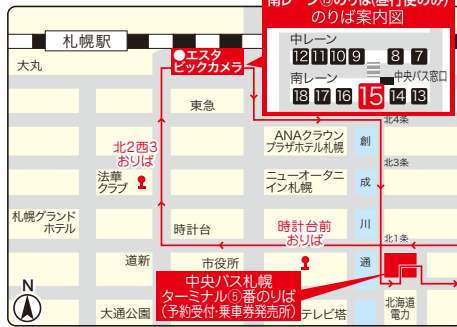 南レーン⑮のりば(昼行便のみ)
のりば案内図
中レーン
12 11 10 9 8 7
中央バス窓口
南レーン
18 17 16 15 14 13
札幌駅
大丸
●エスタ
ビックカメラ
東急
北4条
ANAクラウン
プラザホテル札幌
創
北2西3
おりば
北3条
法華
クラブ
ニューオータニ
イン札幌
成
札幌グランド
ホテル
時計台
時計台前
おりば
川
北1条
道新
市役所
通
中央バス札幌
ターミナル⑤番のりば
(予約受付・乗車券発売所)
N
大通公園
テレビ塔
北海道
電力